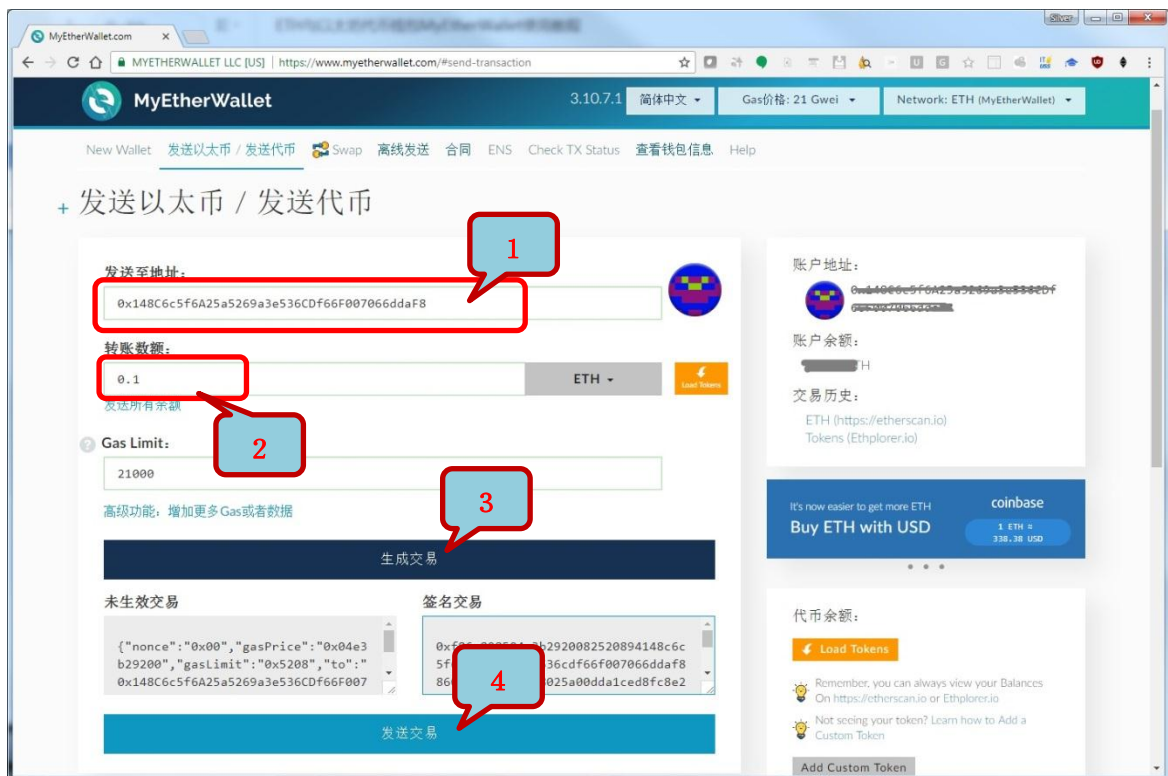 Silver
MyEtherWallet.com
MYETHERWALLET LLC [US] | https://www.myetherwallet.com/#send-transaction
MyEtherWallet
3.10.7.1
简体中文
Gas价格: 21 Gwei
Network: ETH (MyEtherWallet)
New Wallet 发送以太币 / 发送代币 Swap 离线发送 合同 ENS Check TX Status 查看钱包信息 Help
+ 发送以太币 / 发送代币
1
发送至地址:
0x148C6c5f6A25a5269a3e536CDf66F007066ddaF8
转账数额:
0.1
ETH
Load Tokens
发送所有余额
2
Gas Limit:
21000
3
高级功能: 增加更多Gas或者数据
生成交易
未生效交易
{"nonce":"0x00","gasPrice":"0x04e3
b29200","gasLimit":"0x5208","to":"
0x148C6c5f6A25a5269a3e536CDf66F007
签名交易
b2920082520894148c6c
36cdf66f007066ddaf8
025a00dda1ced8fc8e2
4
发送交易
账户地址:
账户余额:
TH
交易历史:
ETH (https://etherscan.io)
Tokens (Ethplorer.io)
It's now easier to get more ETH
Buy ETH with USD
coinbase
1 ETH ≈
338.38 USD
代币余额:
Load Tokens
Remember, you can always view your Balances
On https://etherscan.io or Ethplorer.io
Not seeing your token? Learn how to Add a
Custom Token
Add Custom Token